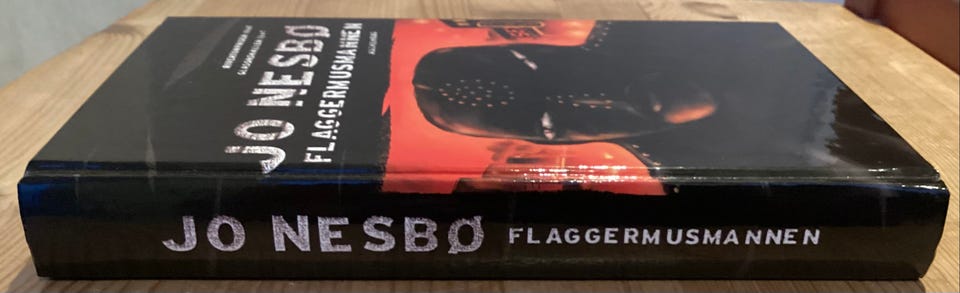 JO NESBØ
FLAGGERMUSMANNEN
JO NESBØ FLAGGERMUSMANNEN